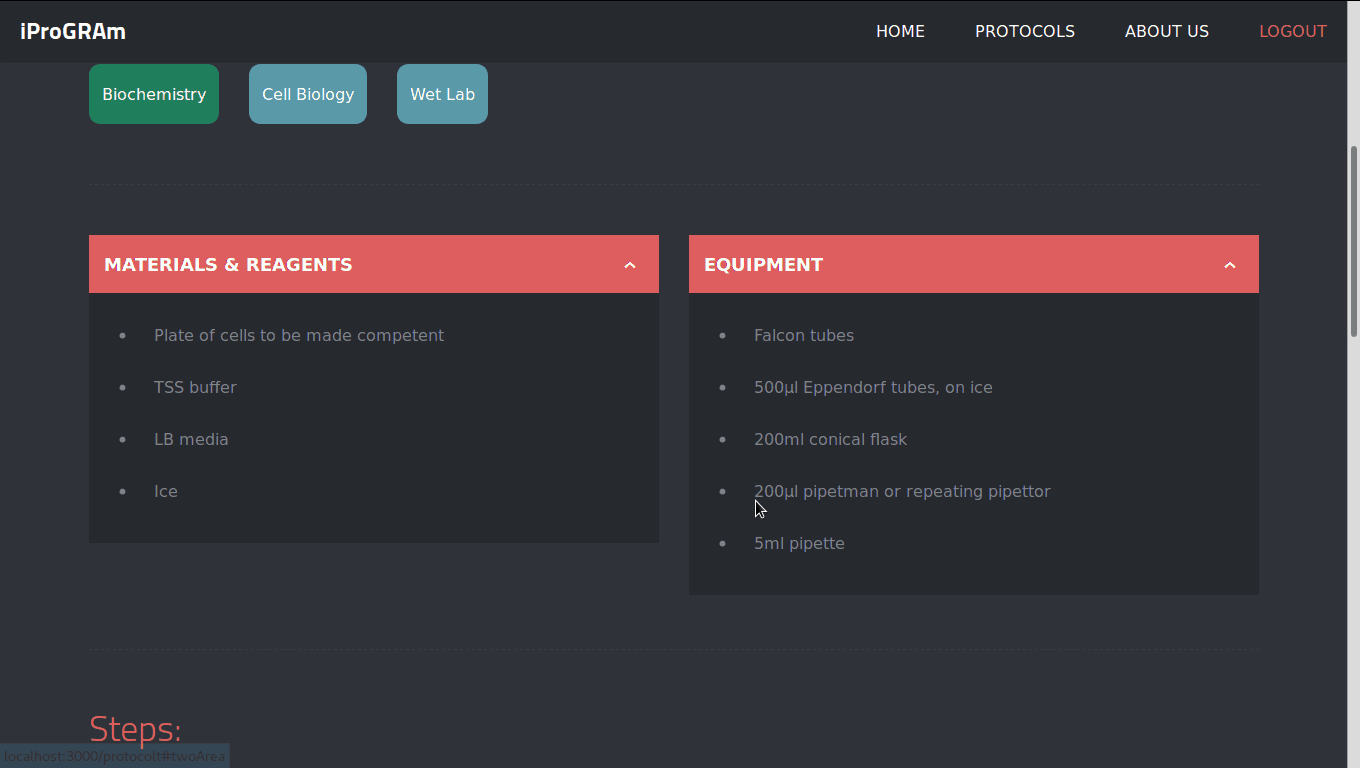 iProGRAm
HOME PROTOCOLS ABOUT US LOGOUT
Biochemistry Cell Biology Wet Lab
MATERIALS & REAGENTS
• Plate of cells to be made competent
• TSS buffer
• LB media
• Ice
EQUIPMENT
• Falcon tubes
• 500µl Eppendorf tubes, on ice
• 200ml conical flask
• 200µl pipetman or repeating pipettor
• 5ml pipette
Steps:
localhost:3000/protocolt#twoArea